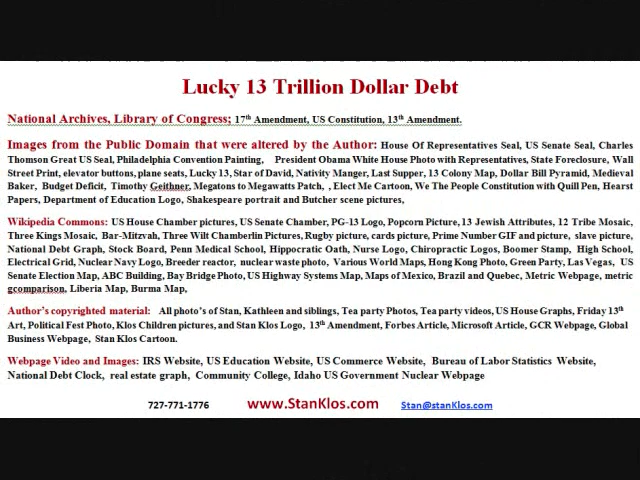 Lucky 13 Trillion Dollar Debt
National Archives, Library of Congress; 17th Amendment, US Constitution, 13th Amendment.
Images from the Public Domain that were altered by the Author: House Of Representatives Seal, US Senate Seal, Charles
Thomson Great US Seal, Philadelphia Convention Painting, President Obama White House Photo with Representatives, State Foreclosure, Wall
Street Print, elevator buttons, plane seats, Lucky 13, Star of David, Nativity Manger, Last Supper, 13 Colony Map, Dollar Bill Pyramid, Medieval
Baker, Budget Deficit, Timothy Geithner, Megatons to Megawatts Patch, , Elect Me Cartoon, We The People Constitution with Quill Pen, Hearst
Papers, Department of Education Logo, Shakespeare portrait and Butcher scene pictures,
Wikipedia Commons: US House Chamber pictures, US Senate Chamber, PG-13 Logo, Popcorn Picture, 13 Jewish Attributes, 12 Tribe Mosaic,
Three Kings Mosaic, Bar-Mitzvah, Three Wilt Chamberlin Pictures, Rugby picture, cards picture, Prime Number GIF and picture, slave picture,
National Debt Graph, Stock Board, Penn Medical School, Hippocratic Oath, Nurse Logo, Chiropractic Logos, Boomer Stamp, High School,
Electrical Grid, Nuclear Navy Logo, Breeder reactor, nuclear waste photo, Various World Maps, Hong Kong Photo, Green Party, Las Vegas, US
Senate Election Map, ABC Building, Bay Bridge Photo, US Highway Systems Map, Maps of Mexico, Brazil and Quebec, Metric Webpage, metric
gcomparison, Liberia Map, Burma Map,
Author's copyrighted material: All photo's of Stan, Kathleen and siblings, Tea party Photos, Tea party videos, US House Graphs, Friday 13th
Art, Political Fest Photo, Klos Children pictures, and Stan Klos Logo, 13th Amendment, Forbes Article, Microsoft Article, GCR Webpage, Global
Business Webpage, Stan Klos Cartoon.
Webpage Video and Images: IRS Website, US Education Website, US Commerce Website, Bureau of Labor Statistics Website,
National Debt Clock, real estate graph, Community College, Idaho US Government Nuclear Webpage
727-771-1776 www.StanKlos.com Stan@stanKlos.com